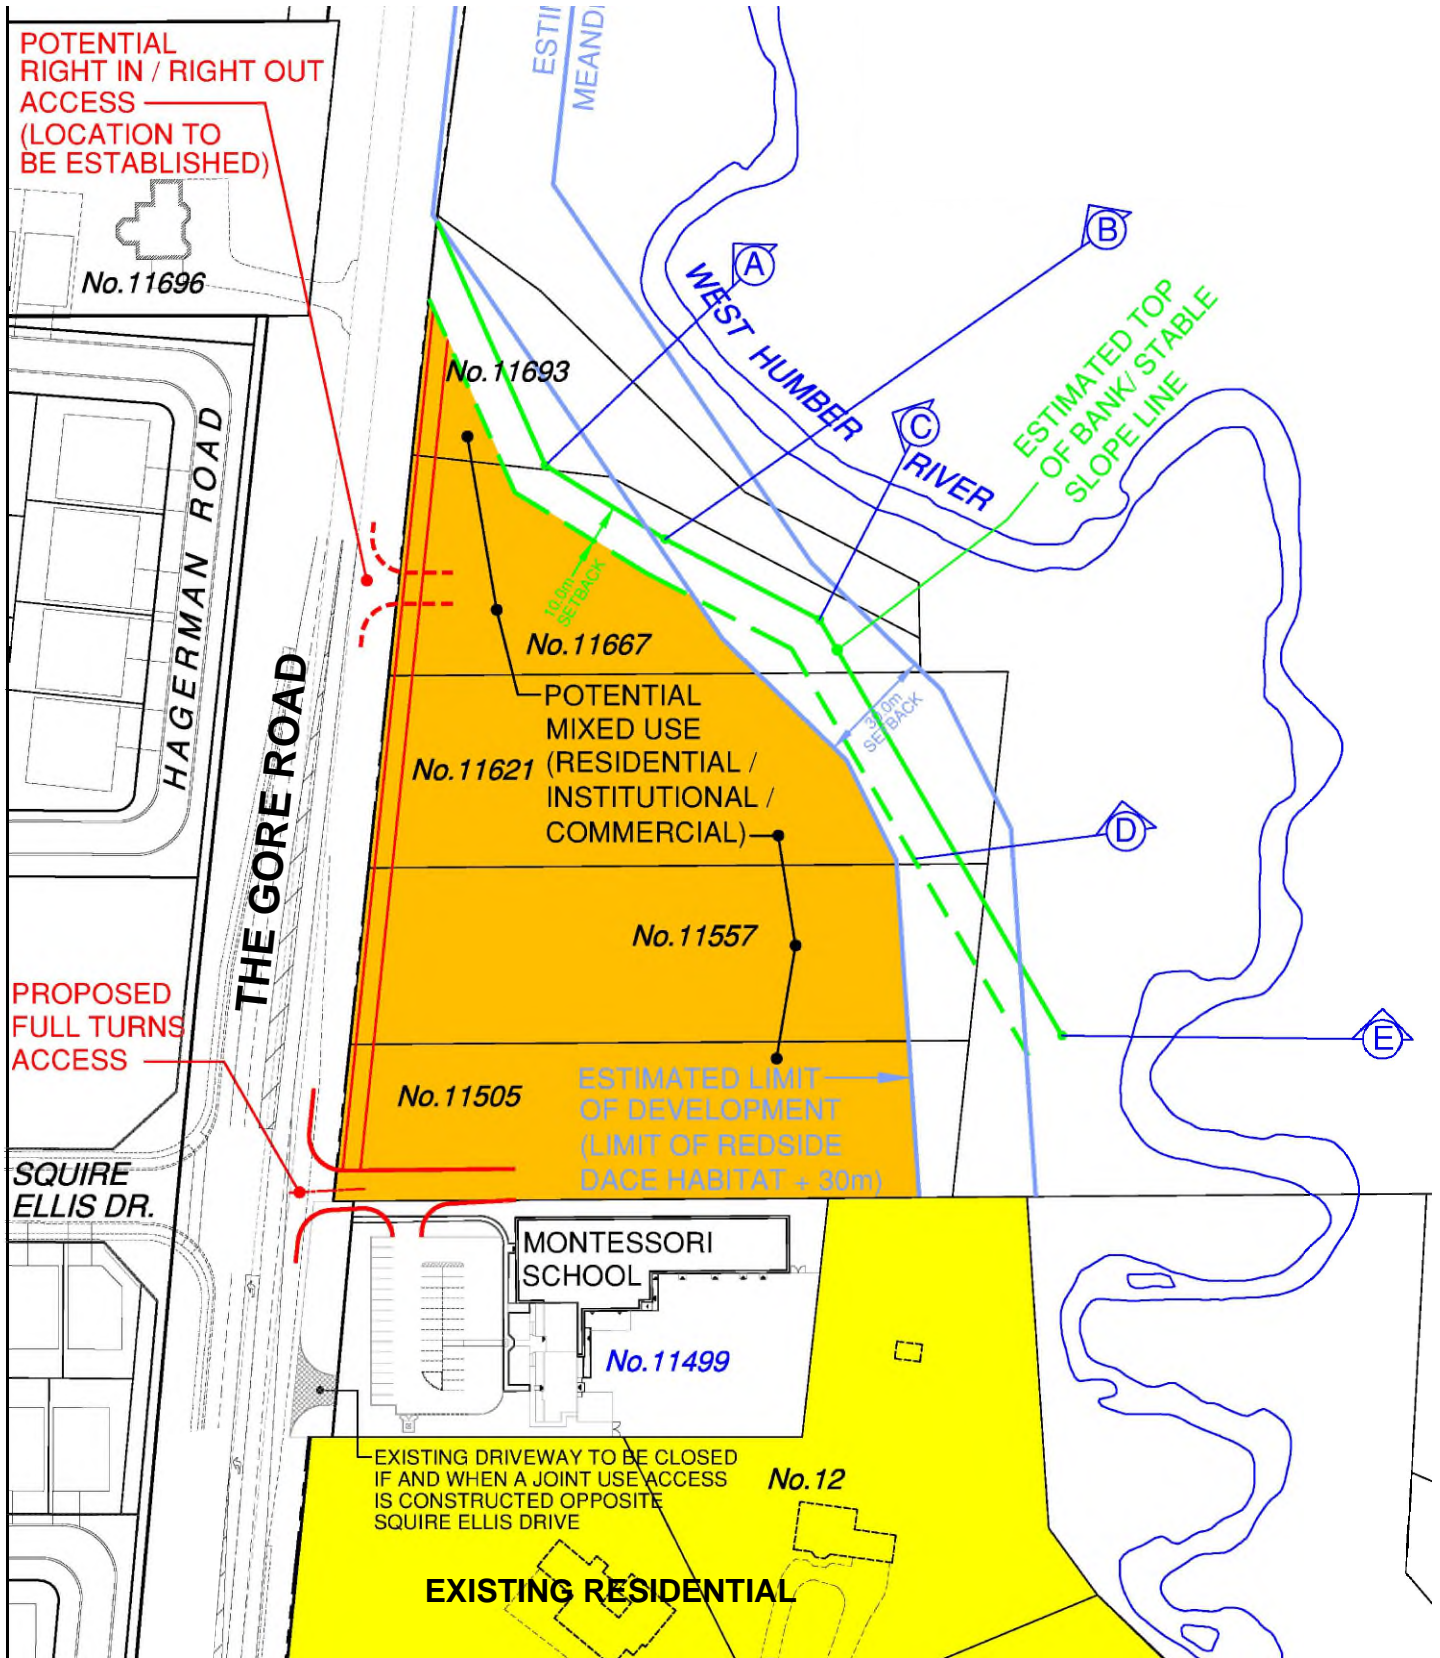 POTENTIAL
RIGHT IN / RIGHT OUT
ACCESS
(LOCATION TO
BE ESTABLISHED)
No.11696
HAGERMAN ROAD
THE GORE ROAD
PROPOSED
FULL TURNS
ACCESS
SQUIRE
ELLIS DR.
A
B
C
D
E
WEST HUMBER
RIVER
ESTIMATED TOP
OF BANK/ STABLE
SLOPE LINE
No.11693
10.0m
SETBACK
No.11667
POTENTIAL
MIXED USE
(RESIDENTIAL /
INSTITUTIONAL /
COMMERCIAL)
No.11621
30.0m
SETBACK
No.11557
No.11505
ESTIMATED LIMIT
OF DEVELOPMENT
(LIMIT OF REDSIDE
DACE HABITAT + 30m)
MONTESSORI
SCHOOL
No.11499
EXISTING DRIVEWAY TO BE CLOSED
IF AND WHEN A JOINT USE ACCESS
IS CONSTRUCTED OPPOSITE
SQUIRE ELLIS DRIVE
No.12
EXISTING RESIDENTIAL